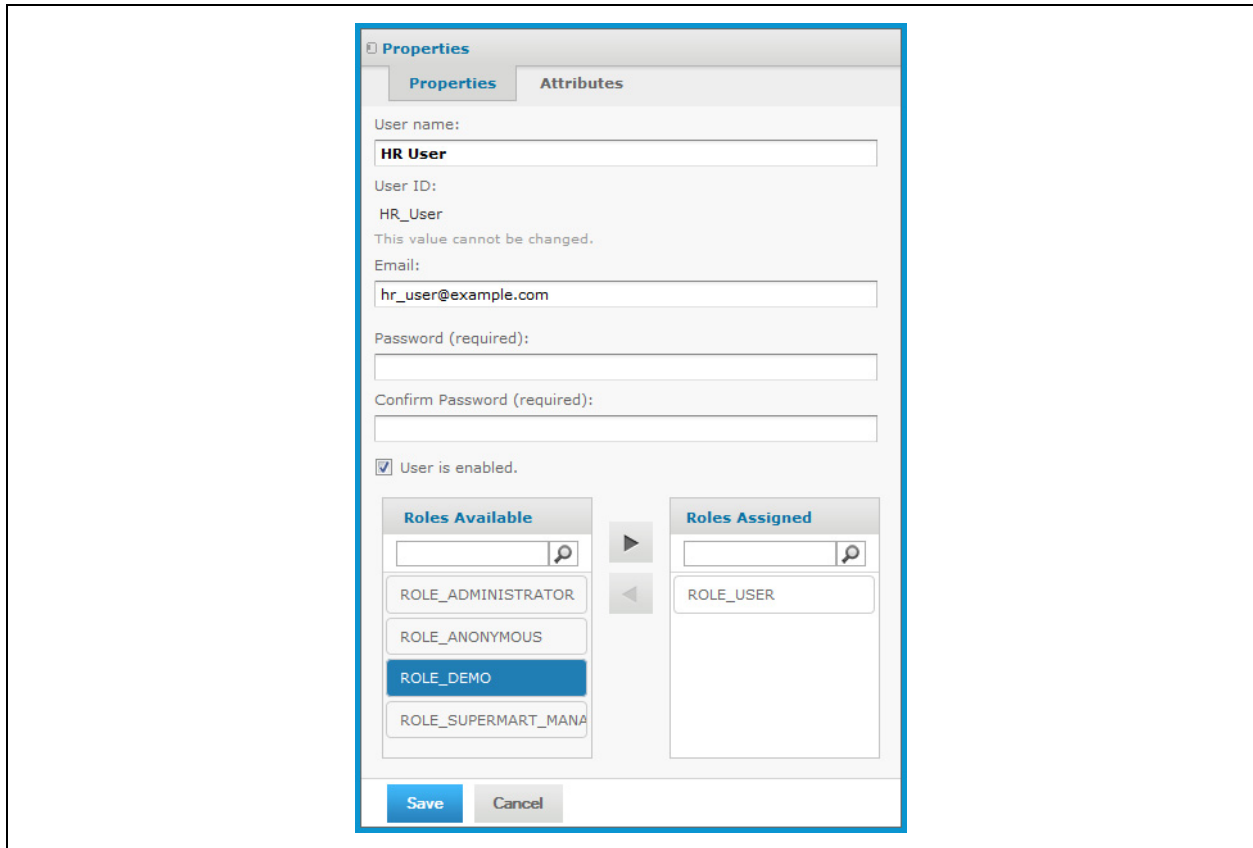 Properties
Properties Attributes
User name:
HR User
User ID:
HR_User
This value cannot be changed.
Email:
hr_user@example.com
Password (required):
Confirm Password (required):
User is enabled.
Roles Available
ROLE_ADMINISTRATOR
ROLE_ANONYMOUS
ROLE_DEMO
ROLE_SUPERMART_MANA
Roles Assigned
ROLE_USER
Save Cancel